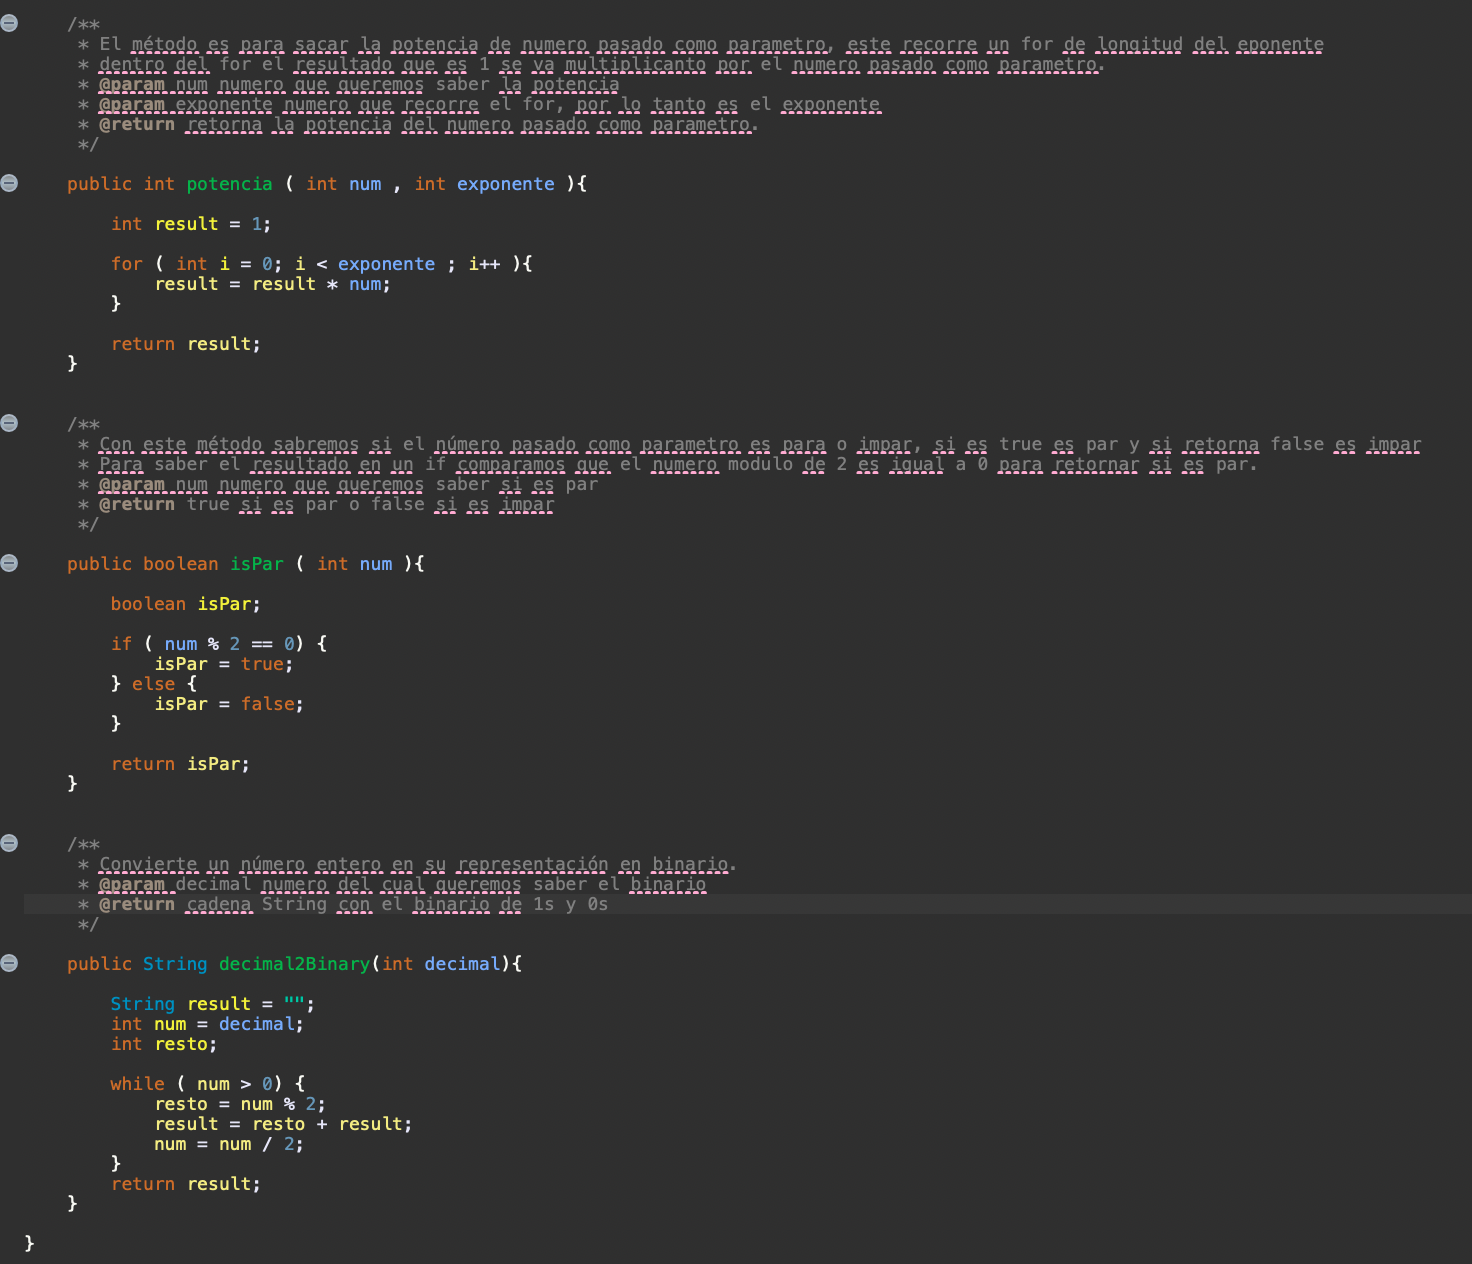 /**
* El método es para sacar la potencia de numero pasado como parametro, este recorre un for de longitud del eponente
* dentro del for el resultado que es 1 se va multiplicanto por el numero pasado como parametro.
* @param num numero que queremos saber la potencia
* @param exponente numero que recorre el for, por lo tanto es el exponente
* @return retorna la potencia del numero pasado como parametro.
*/
public int potencia ( int num , int exponente ){
int result = 1;
for ( int i = 0; i < exponente ; i++ ){
result = result * num;
}
return result;
}
/**
* Con este método sabremos si el número pasado como parametro es para o impar, si es true es par y si retorna false es impar
* Para saber el resultado en un if comparamos que el numero modulo de 2 es igual a 0 para retornar si es par.
* @param num numero que queremos saber si es par
* @return true si es par o false si es impar
*/
public boolean isPar ( int num ){
boolean isPar;
if ( num % 2 == 0) {
isPar = true;
} else {
isPar = false;
}
return isPar;
}
/**
* Convierte un número entero en su representación en binario.
* @param decimal numero del cual queremos saber el binario
* @return cadena String con el binario de 1s y 0s
*/
public String decimal2Binary(int decimal){
String result = "";
int num = decimal;
int resto;
while ( num > 0) {
resto = num % 2;
result = resto + result;
num = num / 2;
}
return result;
}
}